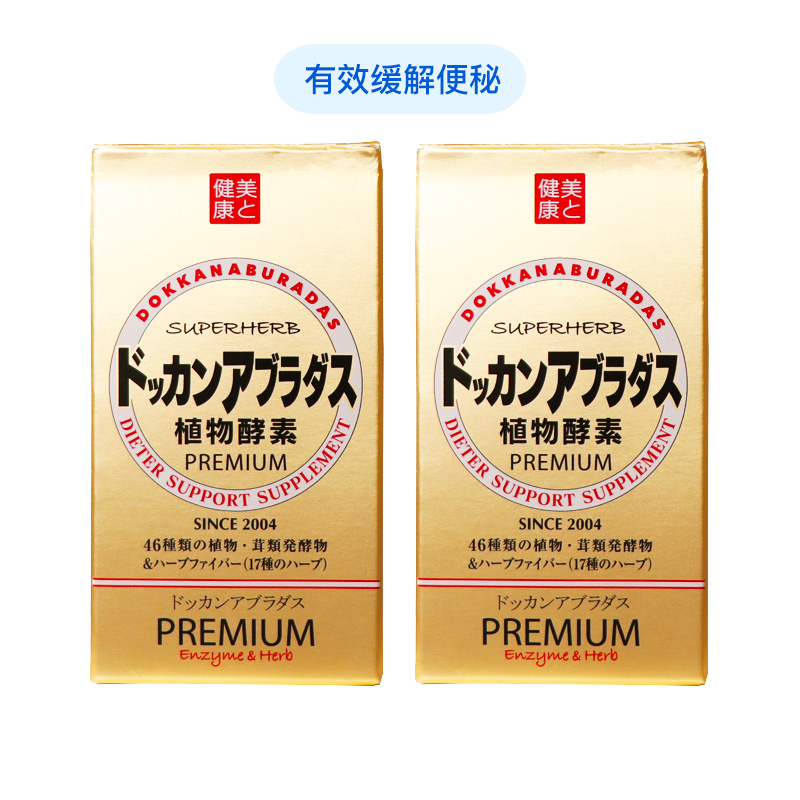 有效缓解便秘
美と
健康
DOKKANABURADAS
SUPERHERB
ドッカンアブラダス
植物酵素
PREMIUM
DIETER SUPPORT SUPPLEMENT
SINCE 2004
46種類の植物・茸類発酵物
&ハーブファイバー(17種のハーブ)
ドッカンアブラダス
PREMIUM
Enzyme & Herb
美と
健康
DOKKANABURADAS
SUPERHERB
ドッカンアブラダス
植物酵素
PREMIUM
DIETER SUPPORT SUPPLEMENT
SINCE 2004
46種類の植物・茸類発酵物
&ハーブファイバー(17種のハーブ)
ドッカンアブラダス
PREMIUM
Enzyme & Herb